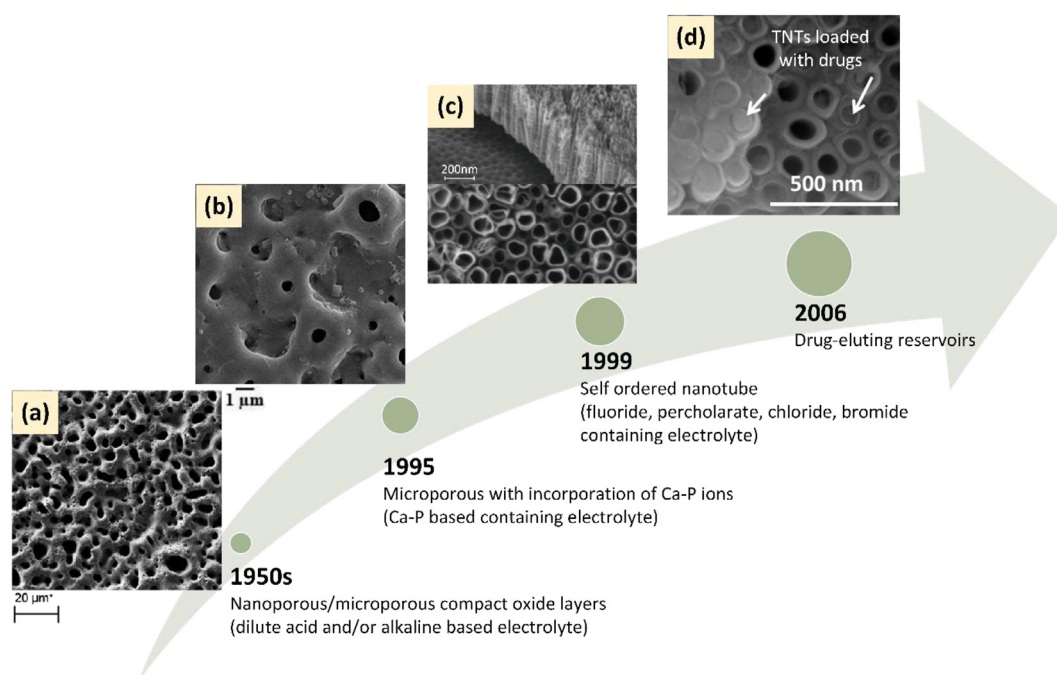 (a)
20 μm
1950s
Nanoporous/microporous compact oxide layers
(dilute acid and/or alkaline based electrolyte)
(b)
1 μm
1995
Microporous with incorporation of Ca-P ions
(Ca-P based containing electrolyte)
(c)
200nm
1999
Self ordered nanotube
(fluoride, percholarate, chloride, bromide
containing electrolyte)
(d)
TNTs loaded
with drugs
500 nm
2006
Drug-eluting reservoirs